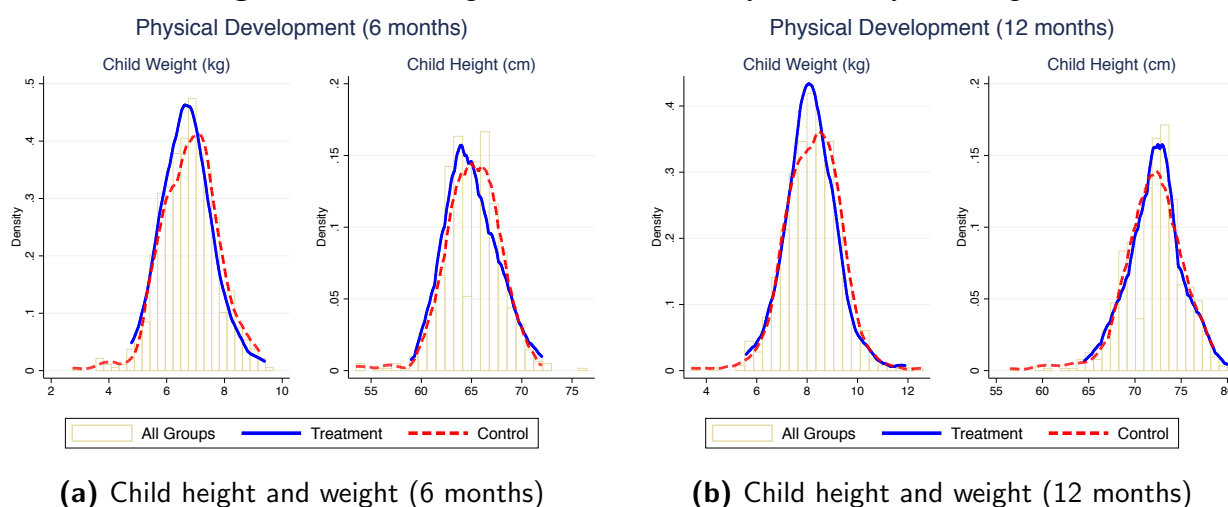 Physical Development (6 months)
Child Weight (kg)
Child Height (cm)
Density
0 .1 .2 .3 .4 .5
2 4 6 8 10
Density
0 .05 .1 .15 .2
55 60 65 70 75
All Groups Treatment Control
(a) Child height and weight (6 months)
Physical Development (12 months)
Child Weight (kg)
Child Height (cm)
Density
0 .1 .2 .3 .4
4 6 8 10 12
Density
0 .05 .1 .15 .2
55 60 65 70 75
All Groups Treatment Control
(b) Child height and weight (12 months)